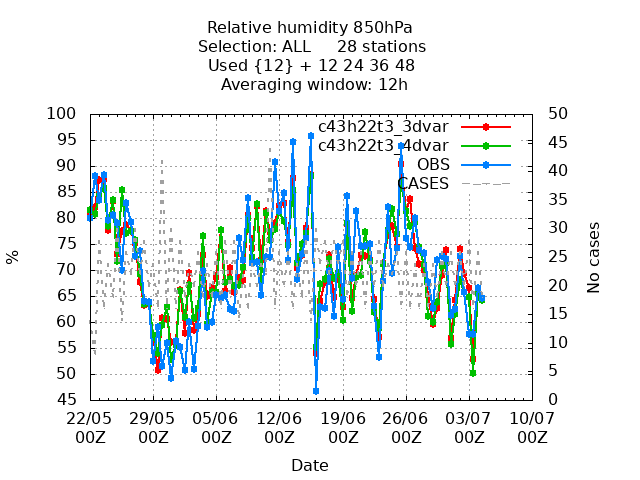 Relative humidity 850hPa
Selection: ALL     28 stations
Used {12} + 12 24 36 48
Averaging window: 12h
c43h22t3_3dvar
c43h22t3_4dvar
OBS
CASES
%
100
95
90
85
80
75
70
65
60
55
50
45
No cases
50
45
40
35
30
25
20
15
10
5
0
22/05 29/05 05/06 12/06 19/06 26/06 03/07 10/07
00Z 00Z 00Z 00Z 00Z 00Z 00Z 00Z
Date